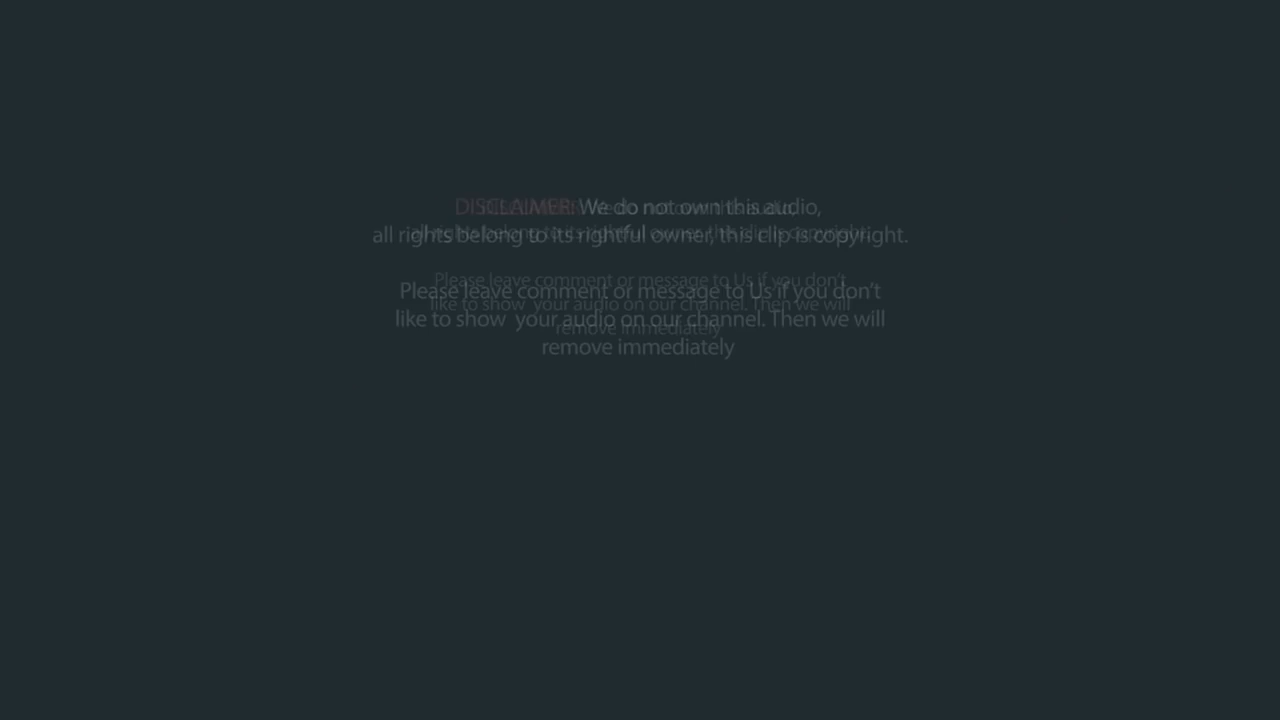 DISCLAIMER: We do not own this audio,
all rights belong to its rightful owner, this clip is copyright.
Please leave comment or message to Us if you don't
like to show your audio on our channel. Then we will
remove immediately